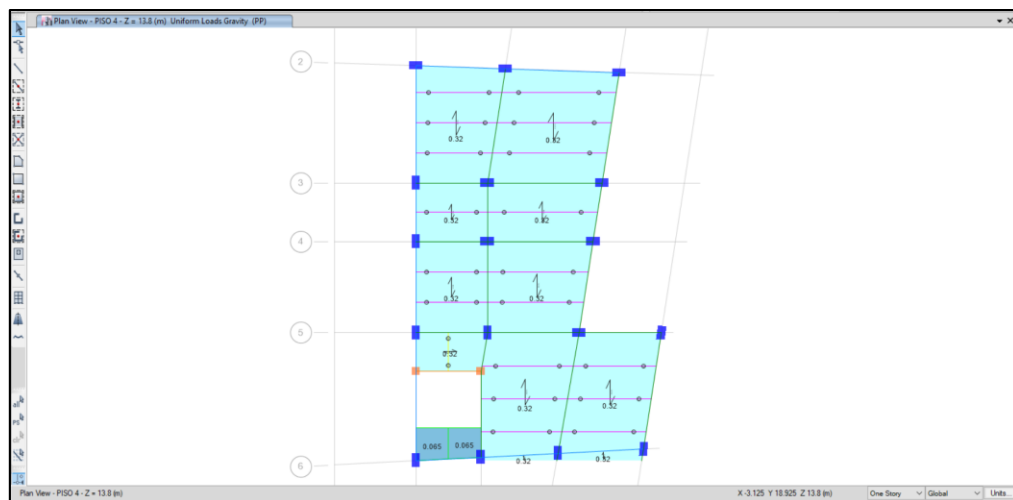 Plan View - PISO 4 - Z = 13.8 (m)  Uniform Loads Gravity  (PP)
2
0.32
0.32
3
0.32
0.32
4
0.32
0.32
5
0.32
0.32
0.32
0.065
0.065
0.32
0.32
6
all
PS
clr
Plan View - PISO 4 - Z = 13.8 (m)
X -3.125  Y 18.925  Z 13.8 (m)
One Story
Global
Units...